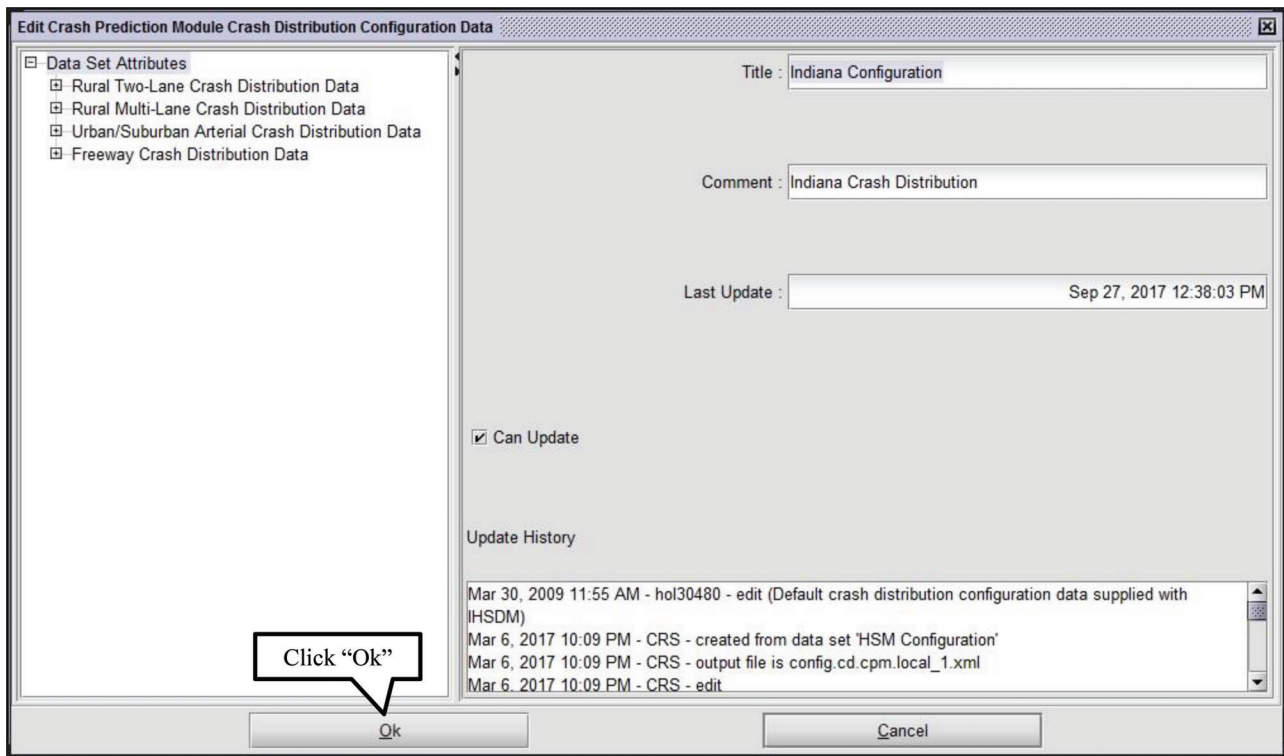 Edit Crash Prediction Module Crash Distribution Configuration Data
Data Set Attributes
Rural Two-Lane Crash Distribution Data
Rural Multi-Lane Crash Distribution Data
Urban/Suburban Arterial Crash Distribution Data
Freeway Crash Distribution Data
Title : Indiana Configuration
Comment : Indiana Crash Distribution
Last Update : Sep 27, 2017 12:38:03 PM
Can Update
Update History
Mar 30, 2009 11:55 AM - hol30480 - edit (Default crash distribution configuration data supplied with
IHSDM)
Mar 6, 2017 10:09 PM - CRS - created from data set 'HSM Configuration'
Mar 6, 2017 10:09 PM - CRS - output file is config.cd.cpm.local_1.xml
Mar 6, 2017 10:09 PM - CRS - edit
Click “Ok”
Ok
Cancel